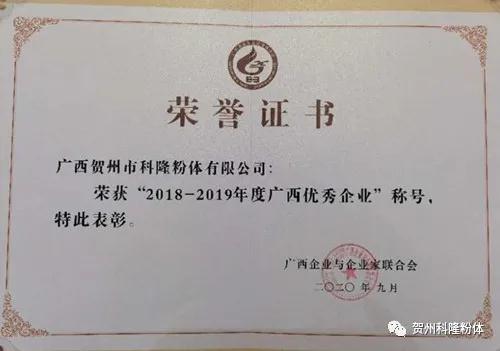 荣誉证书
广西贺州市科隆粉体有限公司：
荣获“2018-2019年度广西优秀企业”称号，
特此表彰。
广西企业与企业家联合会
二〇二〇年九月
贺州科隆粉体